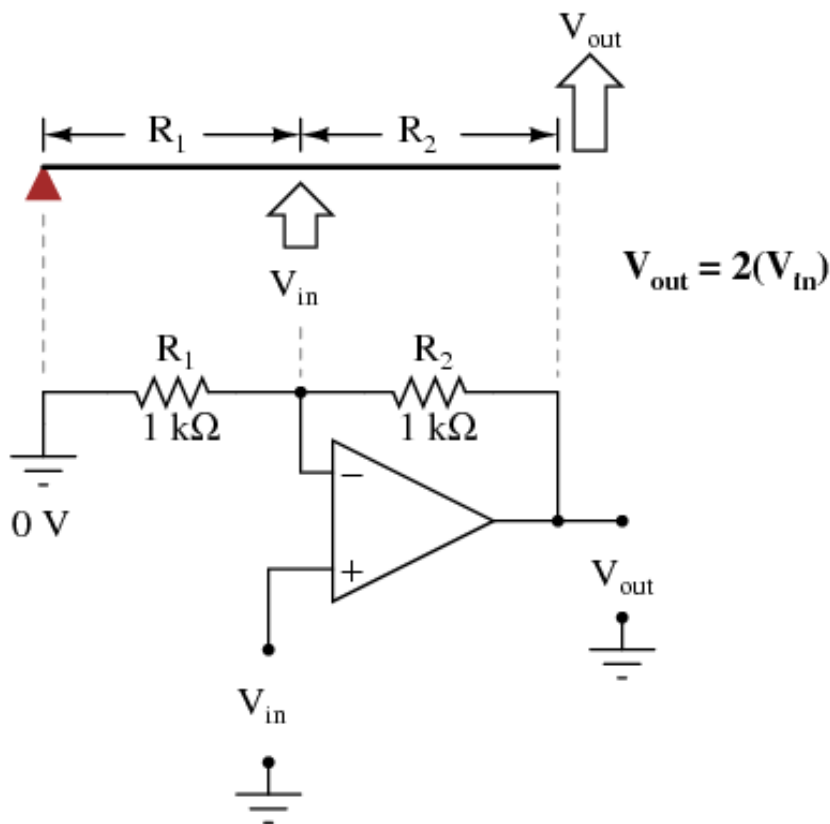 Vout
R1 R2
Vin
Vout = 2(Vin)
R1 R2
1 kΩ 1 kΩ
−
0 V
+
Vout
Vin